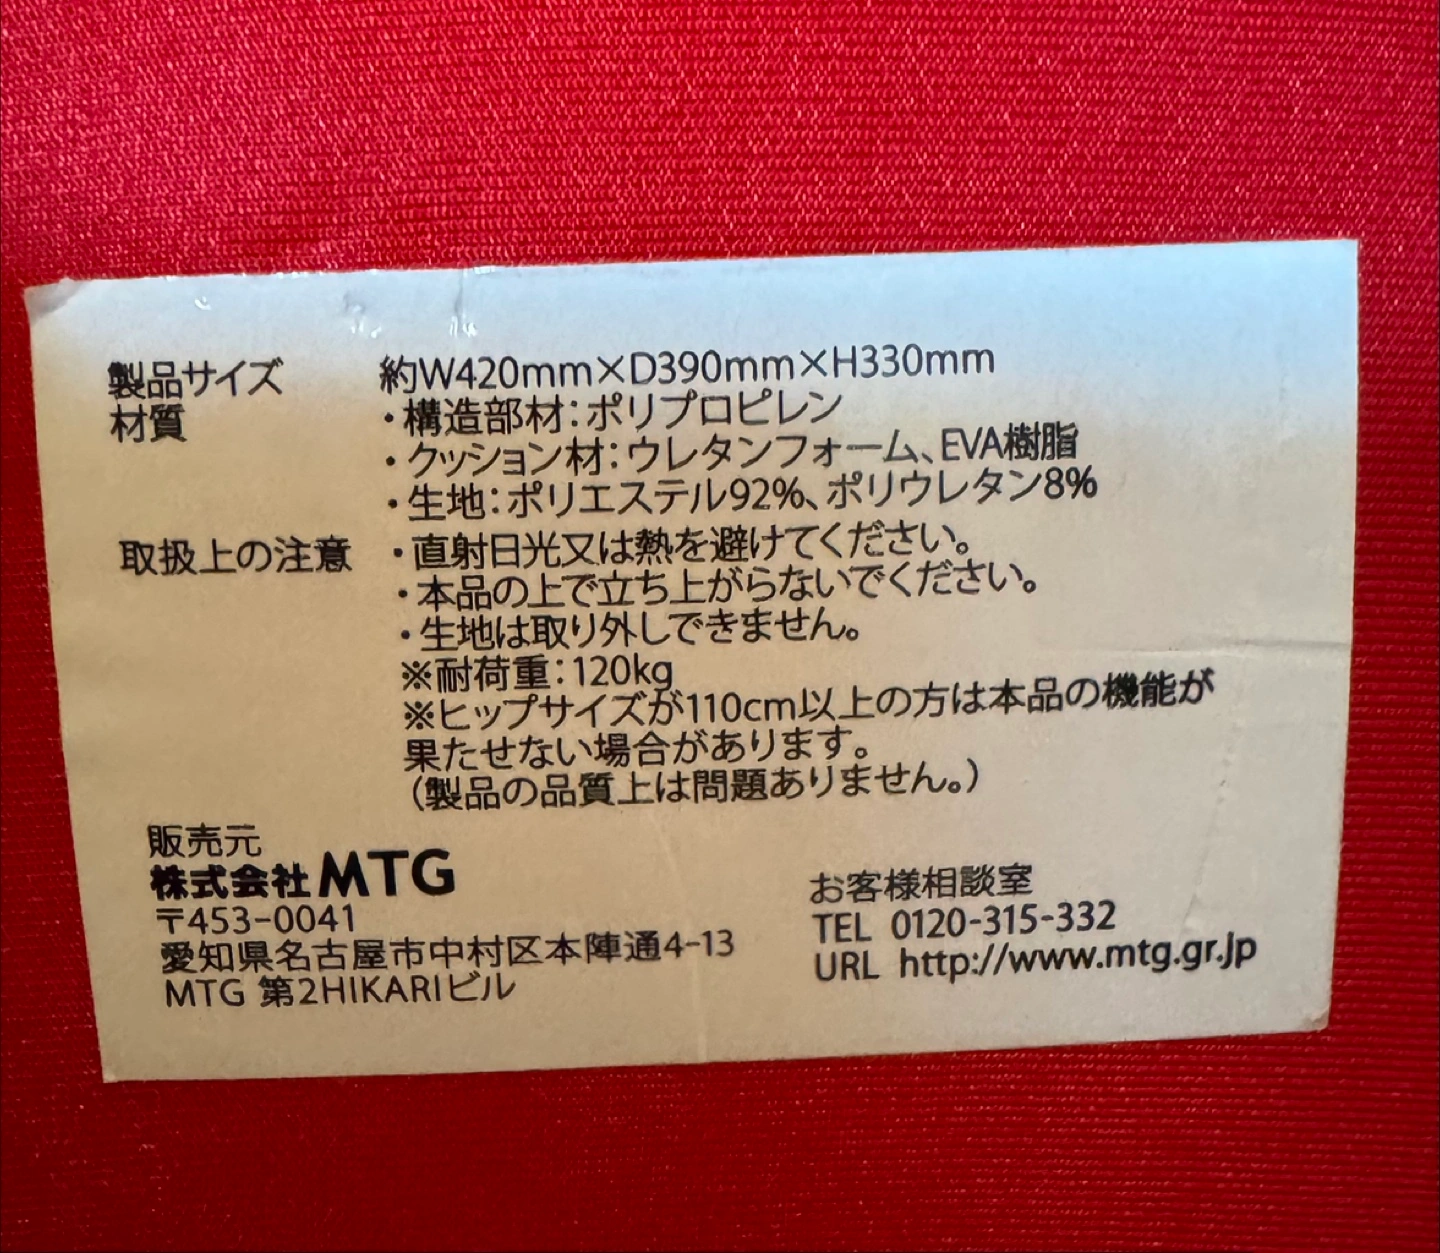 製品サイズ 約W420mm×D390mm×H330mm
材質 ・構造部材：ポリプロピレン
・クッション材：ウレタンフォーム、EVA樹脂
・生地：ポリエステル92%、ポリウレタン8%
取扱上の注意 ・直射日光又は熱を避けてください。
・本品の上で立ち上がらないでください。
・生地は取り外しできません。
※耐荷重：120kg
※ヒップサイズが110cm以上の方は本品の機能が
果たせない場合があります。
（製品の品質上は問題ありません。）
販売元
株式会社MTG
〒453-0041
愛知県名古屋市中村区本陣通4-13
MTG 第2HIKARIビル
お客様相談室
TEL 0120-315-332
URL http://www.mtg.gr.jp